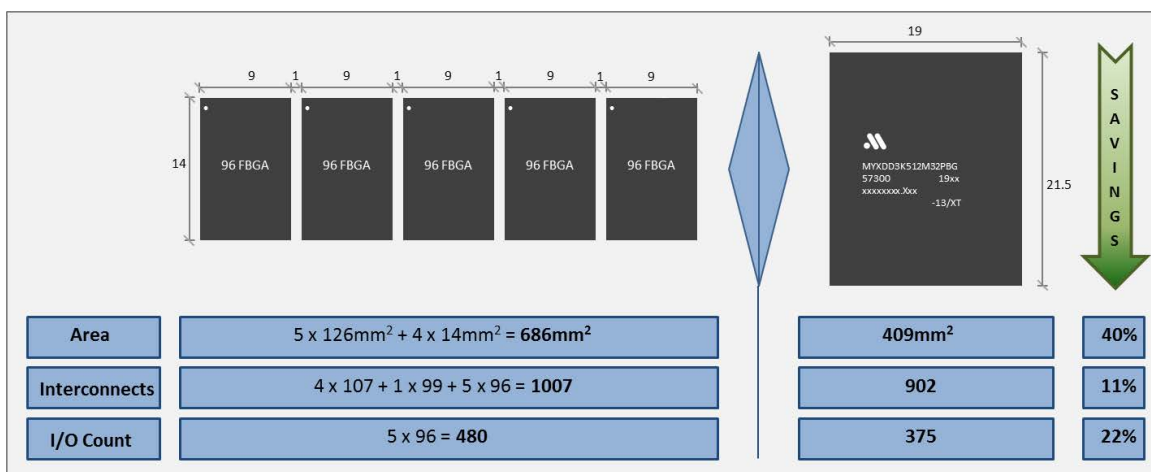 9 1 9 1 9 1 9 1 9
14
96 FBGA 96 FBGA 96 FBGA 96 FBGA 96 FBGA
19
21.5
MYXDD3K512M32PBG
57300 19xx
xxxxxxxx.Xxx
-13/XT
SAVINGS
Area 5 x 126mm² + 4 x 14mm² = 686mm² 409mm² 40%
Interconnects 4 x 107 + 1 x 99 + 5 x 96 = 1007 902 11%
I/O Count 5 x 96 = 480 375 22%